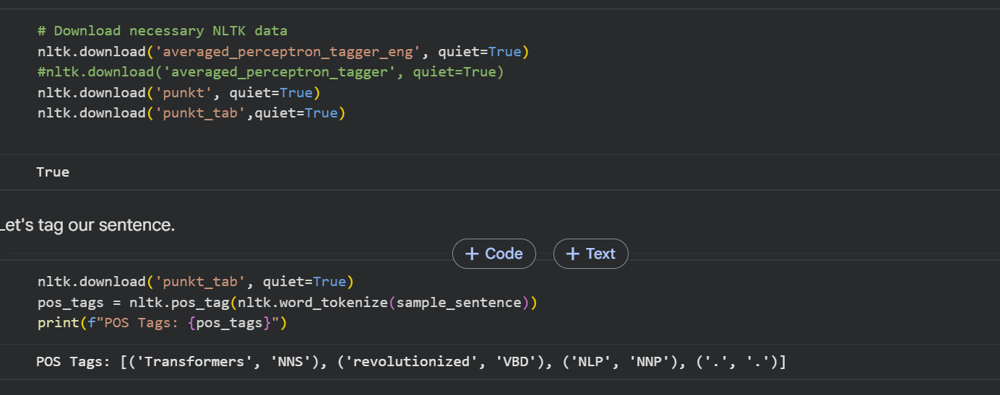 # Download necessary NLTK data
nltk.download('averaged_perceptron_tagger_eng', quiet=True)
#nltk.download('averaged_perceptron_tagger', quiet=True)
nltk.download('punkt', quiet=True)
nltk.download('punkt_tab',quiet=True)
True
Let's tag our sentence.
+ Code + Text
nltk.download('punkt_tab', quiet=True)
pos_tags = nltk.pos_tag(nltk.word_tokenize(sample_sentence))
print(f"POS Tags: {pos_tags}")
POS Tags: [('Transformers', 'NNS'), ('revolutionized', 'VBD'), ('NLP', 'NNP'), ('.', '.')]